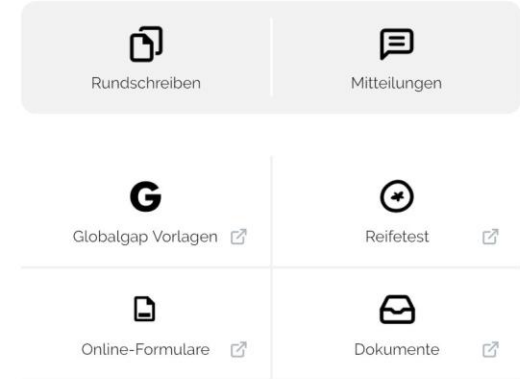 Rundschreiben
Mitteilungen
Globalgap Vorlagen
Reifetest
Online-Formulare
Dokumente